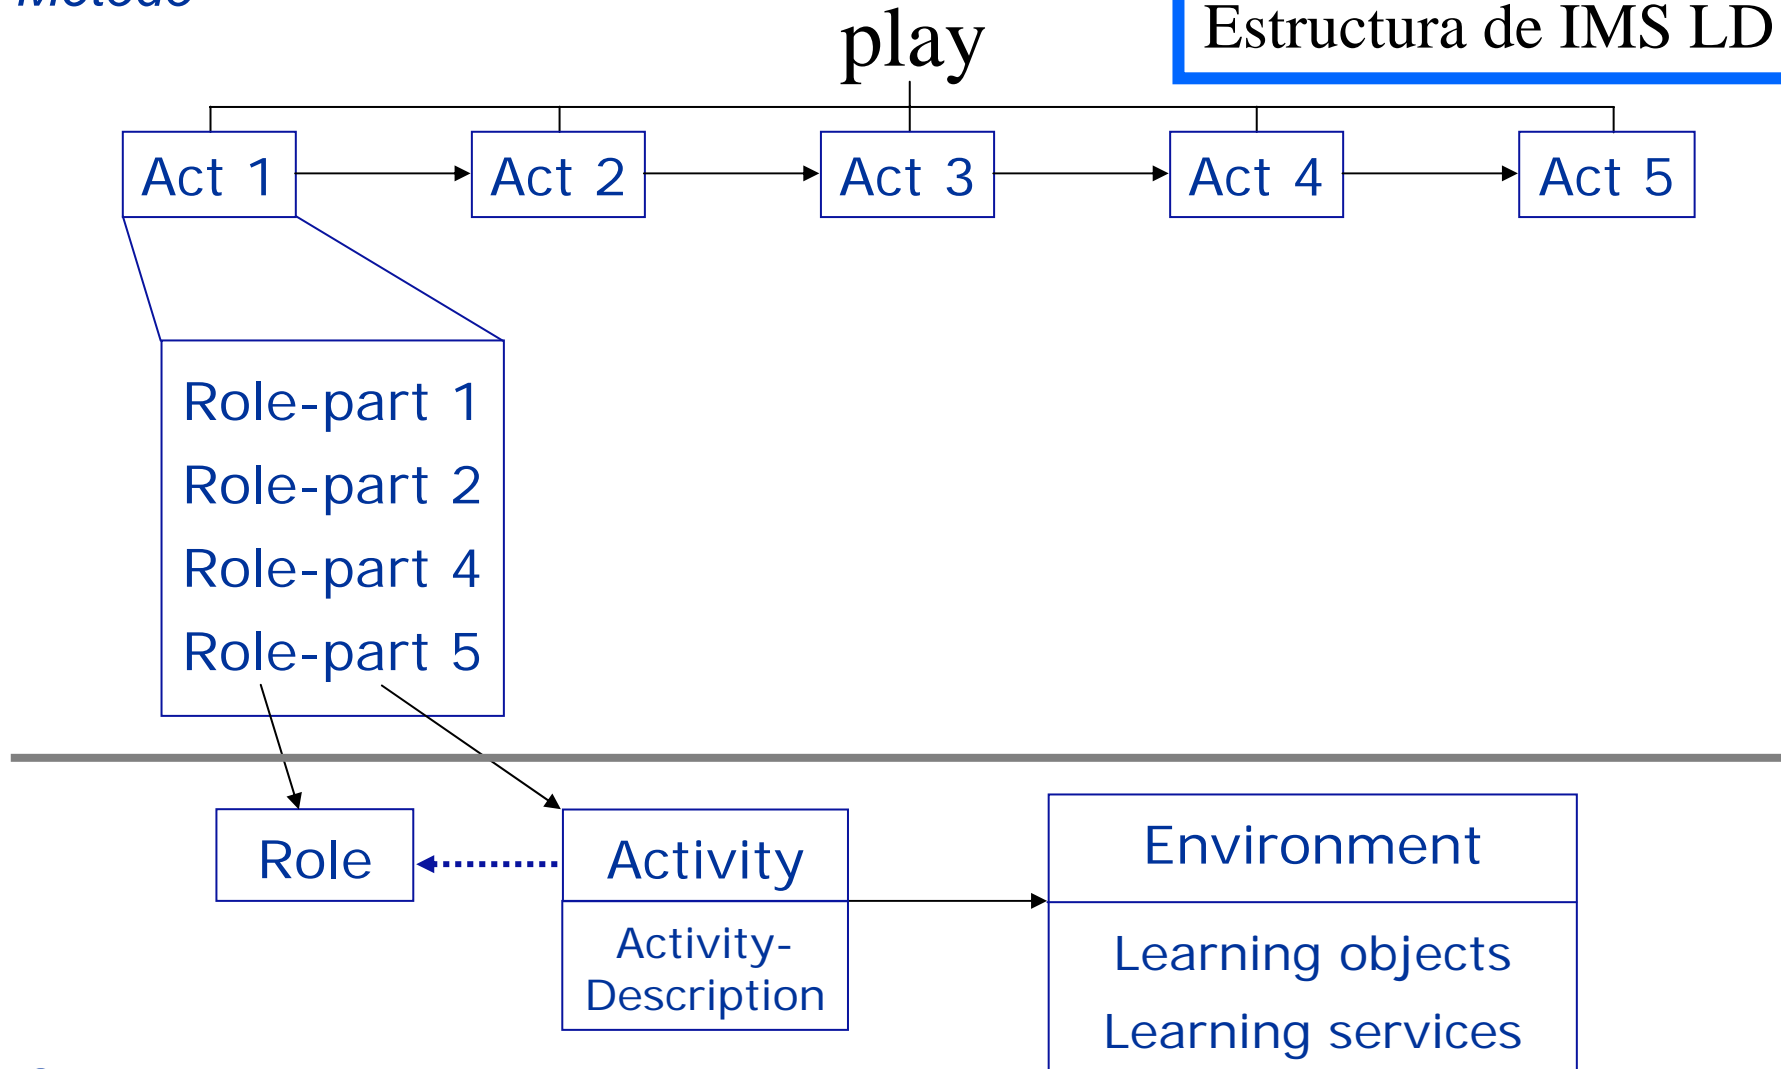 Método
Estructura de IMS LD
play
Act 1
Act 2
Act 3
Act 4
Act 5
Role-part 1
Role-part 2
Role-part 4
Role-part 5
Role
Activity
Activity-
Description
Environment
Learning objects
Learning services